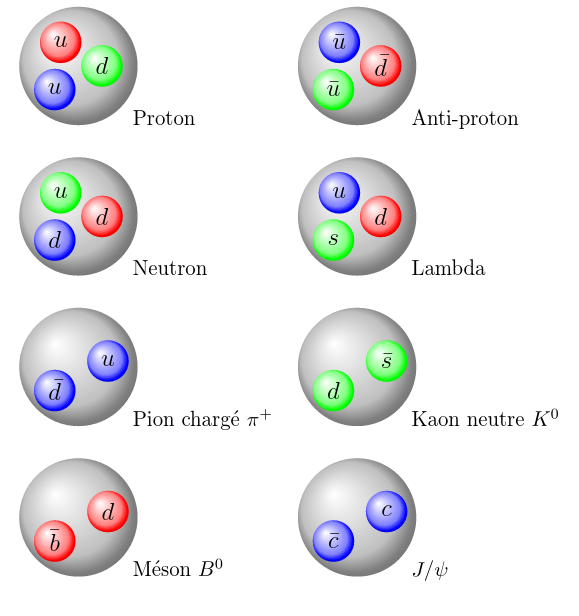 u d u Proton
ū d̄ ū Anti-proton
u d d Neutron
u d s Lambda
u d̄ Pion chargé π⁺
s̄ d Kaon neutre K⁰
d b̄ Méson B⁰
c c̄ J/ψ